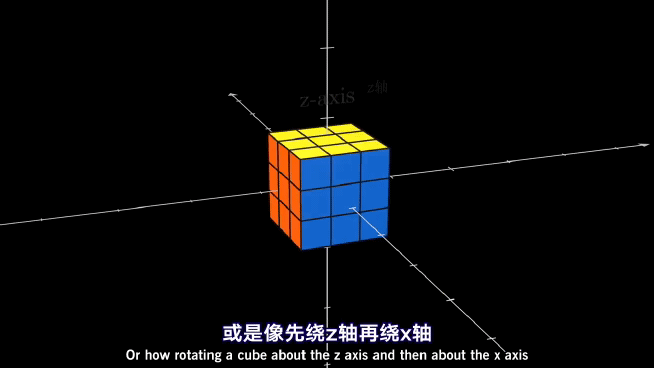 z-axis z轴
或是像先绕z轴再绕x轴
Or how rotating a cube about the z axis and then about the x axis